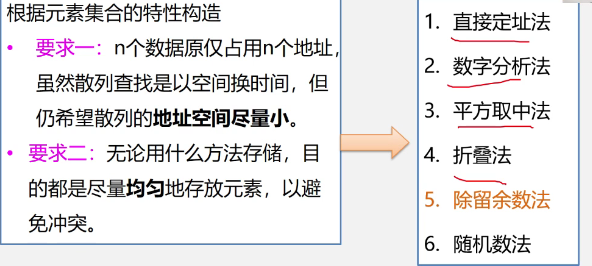 根据元素集合的特性构造
• 要求一：n个数据原仅占用n个地址，
虽然散列查找是以空间换时间，但
仍希望散列的地址空间尽量小。
• 要求二：无论用什么方法存储，目
的都是尽量均匀地存放元素，以避
免冲突。
1. 直接定址法
2. 数字分析法
3. 平方取中法
4. 折叠法
5. 除留余数法
6. 随机数法